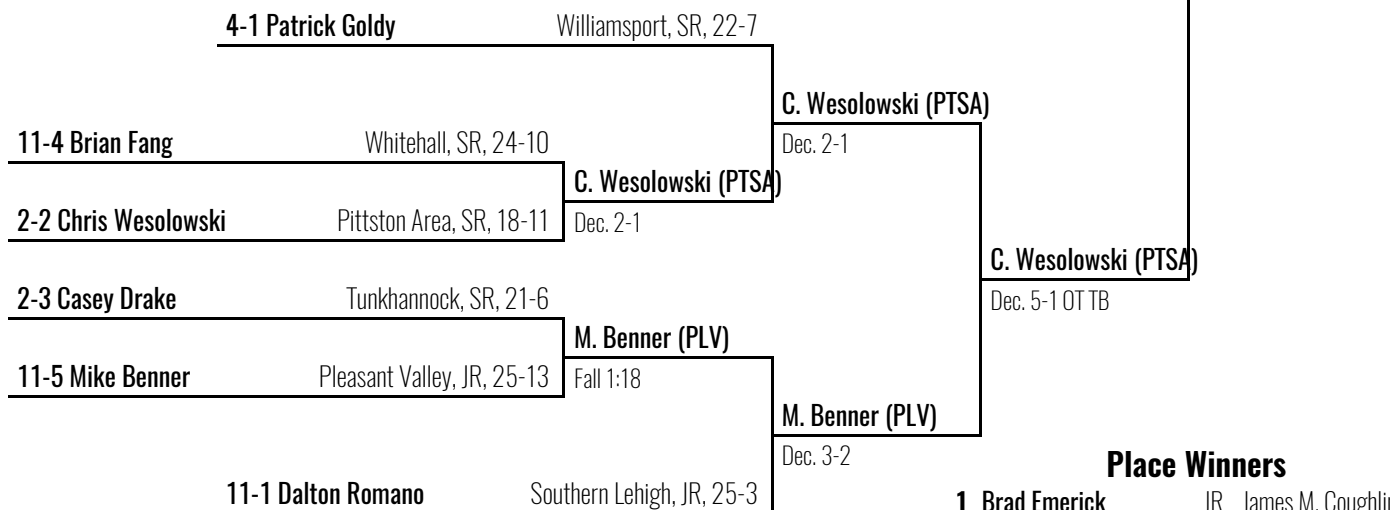 4-1 Patrick Goldy Williamsport, SR, 22-7
C. Wesolowski (PTSA)
Dec. 2-1
11-4 Brian Fang Whitehall, SR, 24-10
C. Wesolowski (PTSA)
Dec. 2-1
2-2 Chris Wesolowski Pittston Area, SR, 18-11
C. Wesolowski (PTSA)
Dec. 5-1 OT TB
2-3 Casey Drake Tunkhannock, SR, 21-6
M. Benner (PLV)
Fall 1:18
11-5 Mike Benner Pleasant Valley, JR, 25-13
M. Benner (PLV)
Dec. 3-2
11-1 Dalton Romano Southern Lehigh, JR, 25-3
Place Winners
1 Brad Emerick JR James M. Coughlin